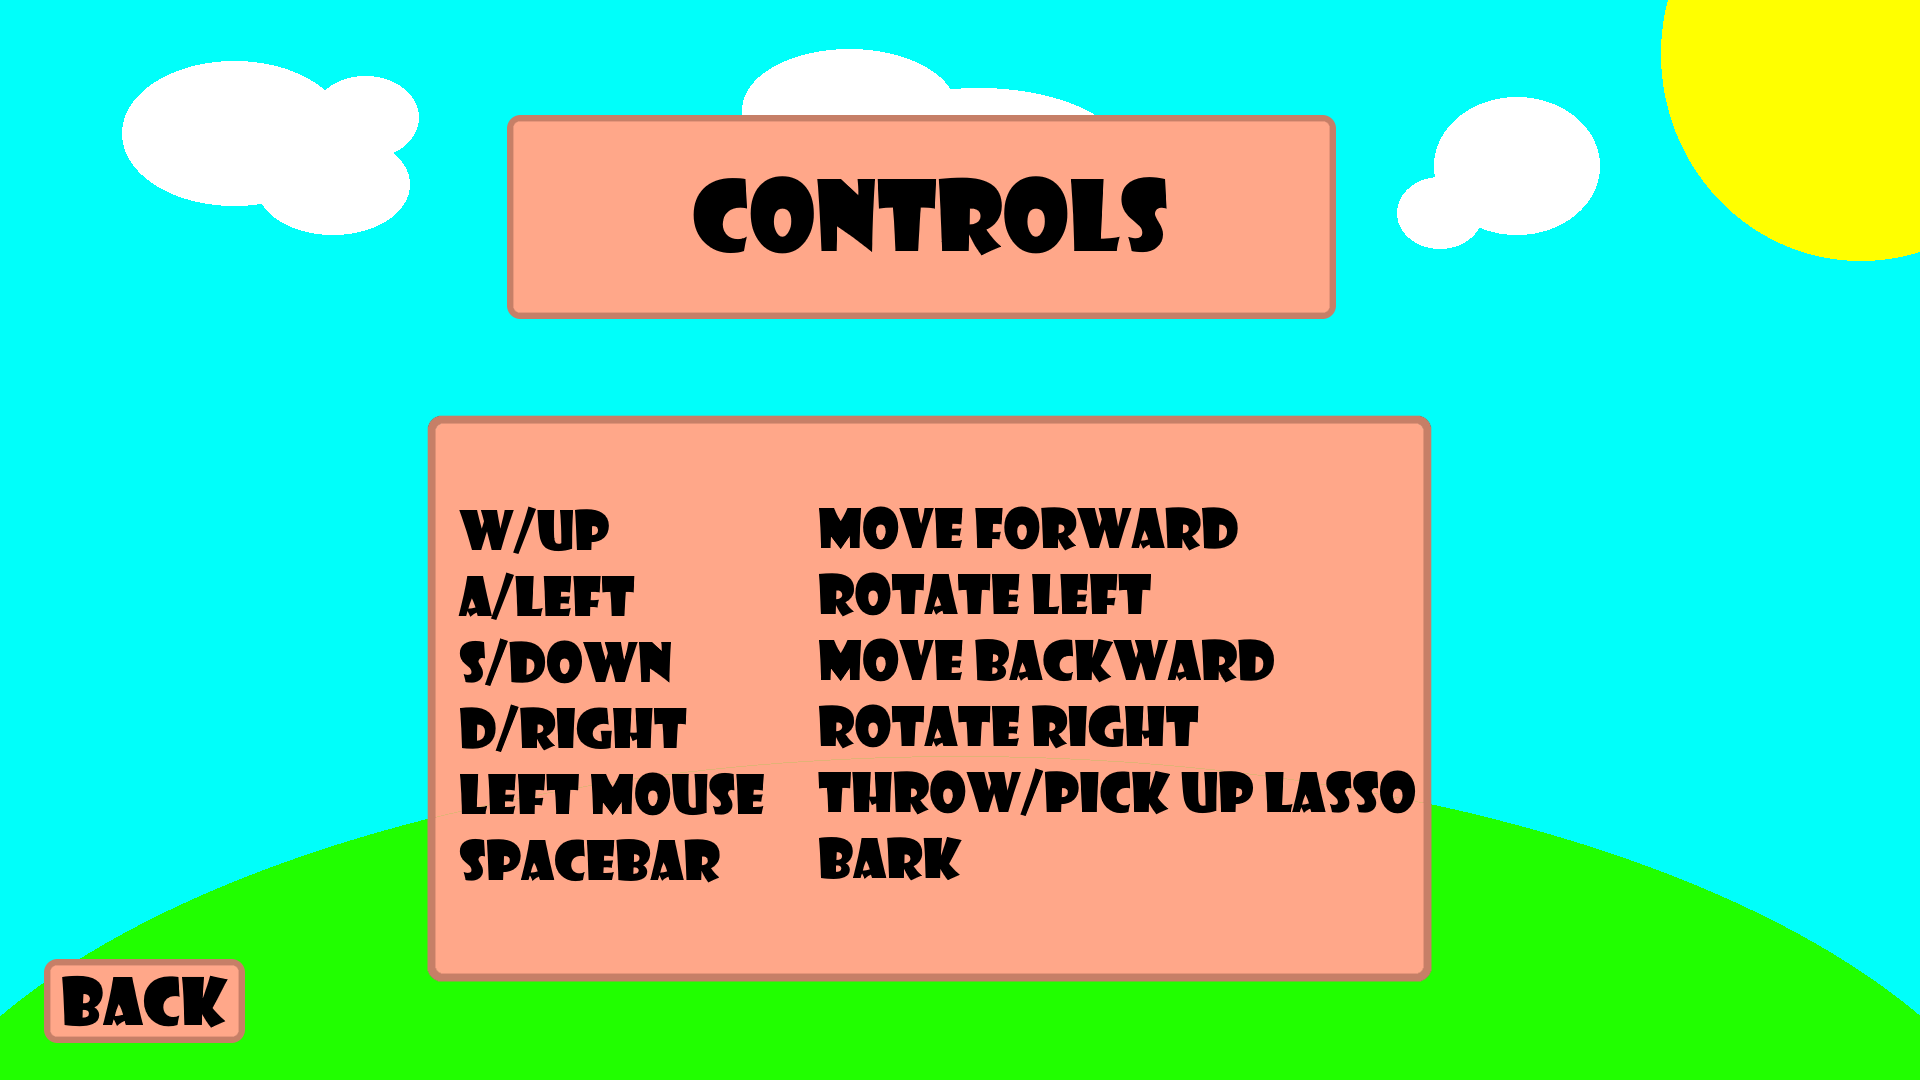 CONTROLS
W/UP MOVE FORWARD
A/LEFT ROTATE LEFT
S/DOWN MOVE BACKWARD
D/RIGHT ROTATE RIGHT
LEFT MOUSE THROW/PICK UP LASSO
SPACEBAR BARK
BACK